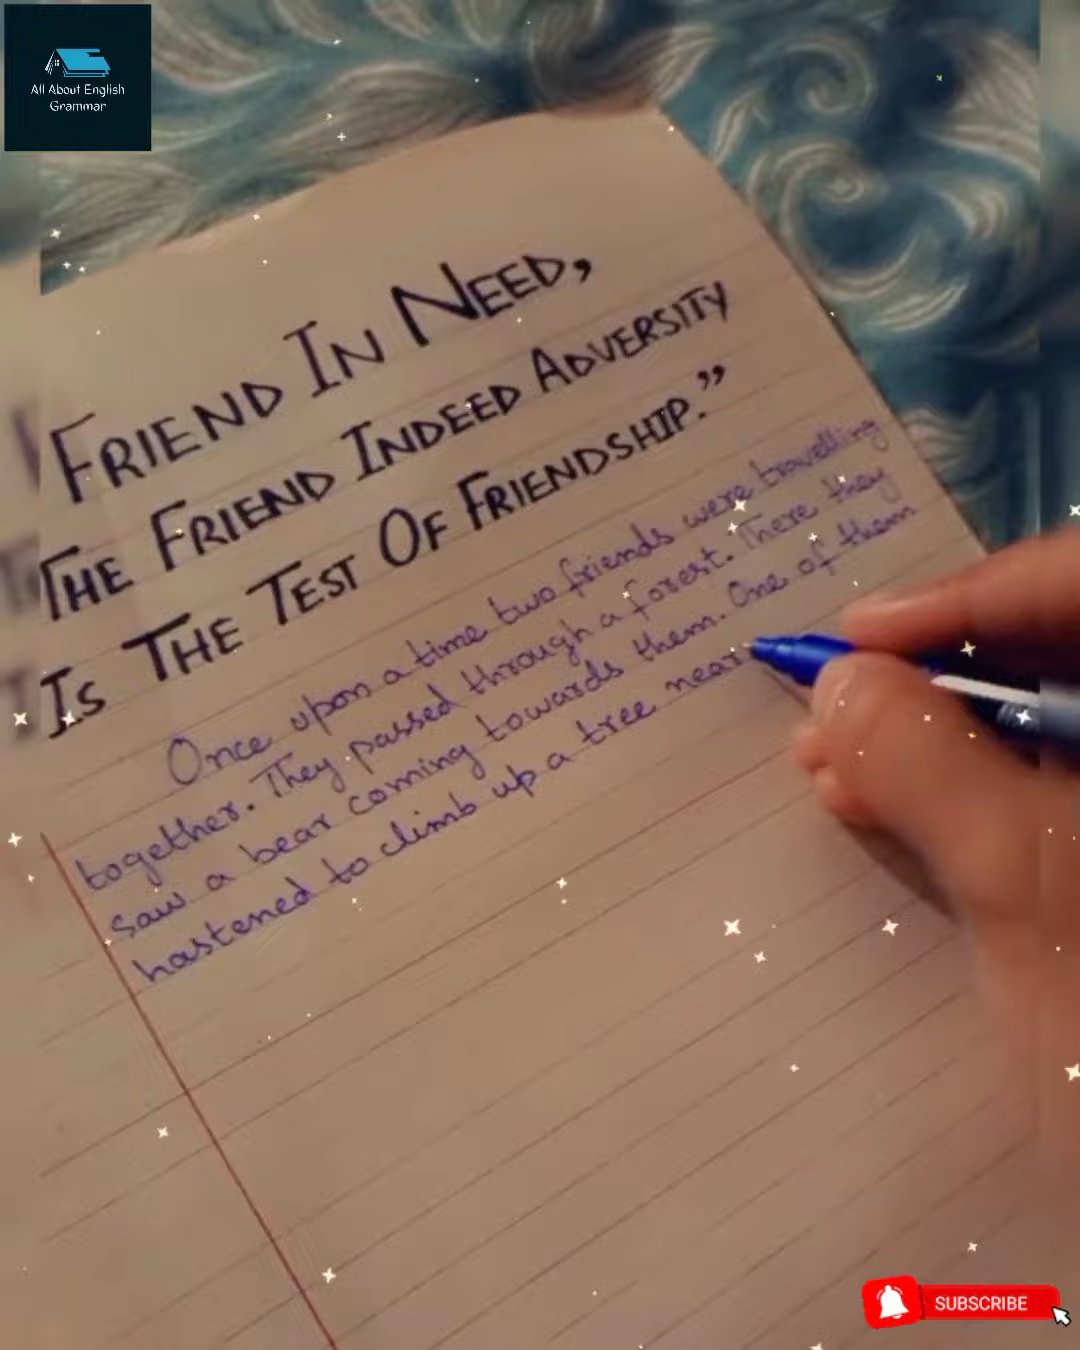 All About English
Grammar
FRIEND IN NEED,
THE FRIEND INDEED ADVERSITY
IS THE TEST OF FRIENDSHIP.”
Once upon a time two friends were travelling
together. They passed through a forest. There they
saw a bear coming towards them. One of them
hastened to climb up a tree near
SUBSCRIBE